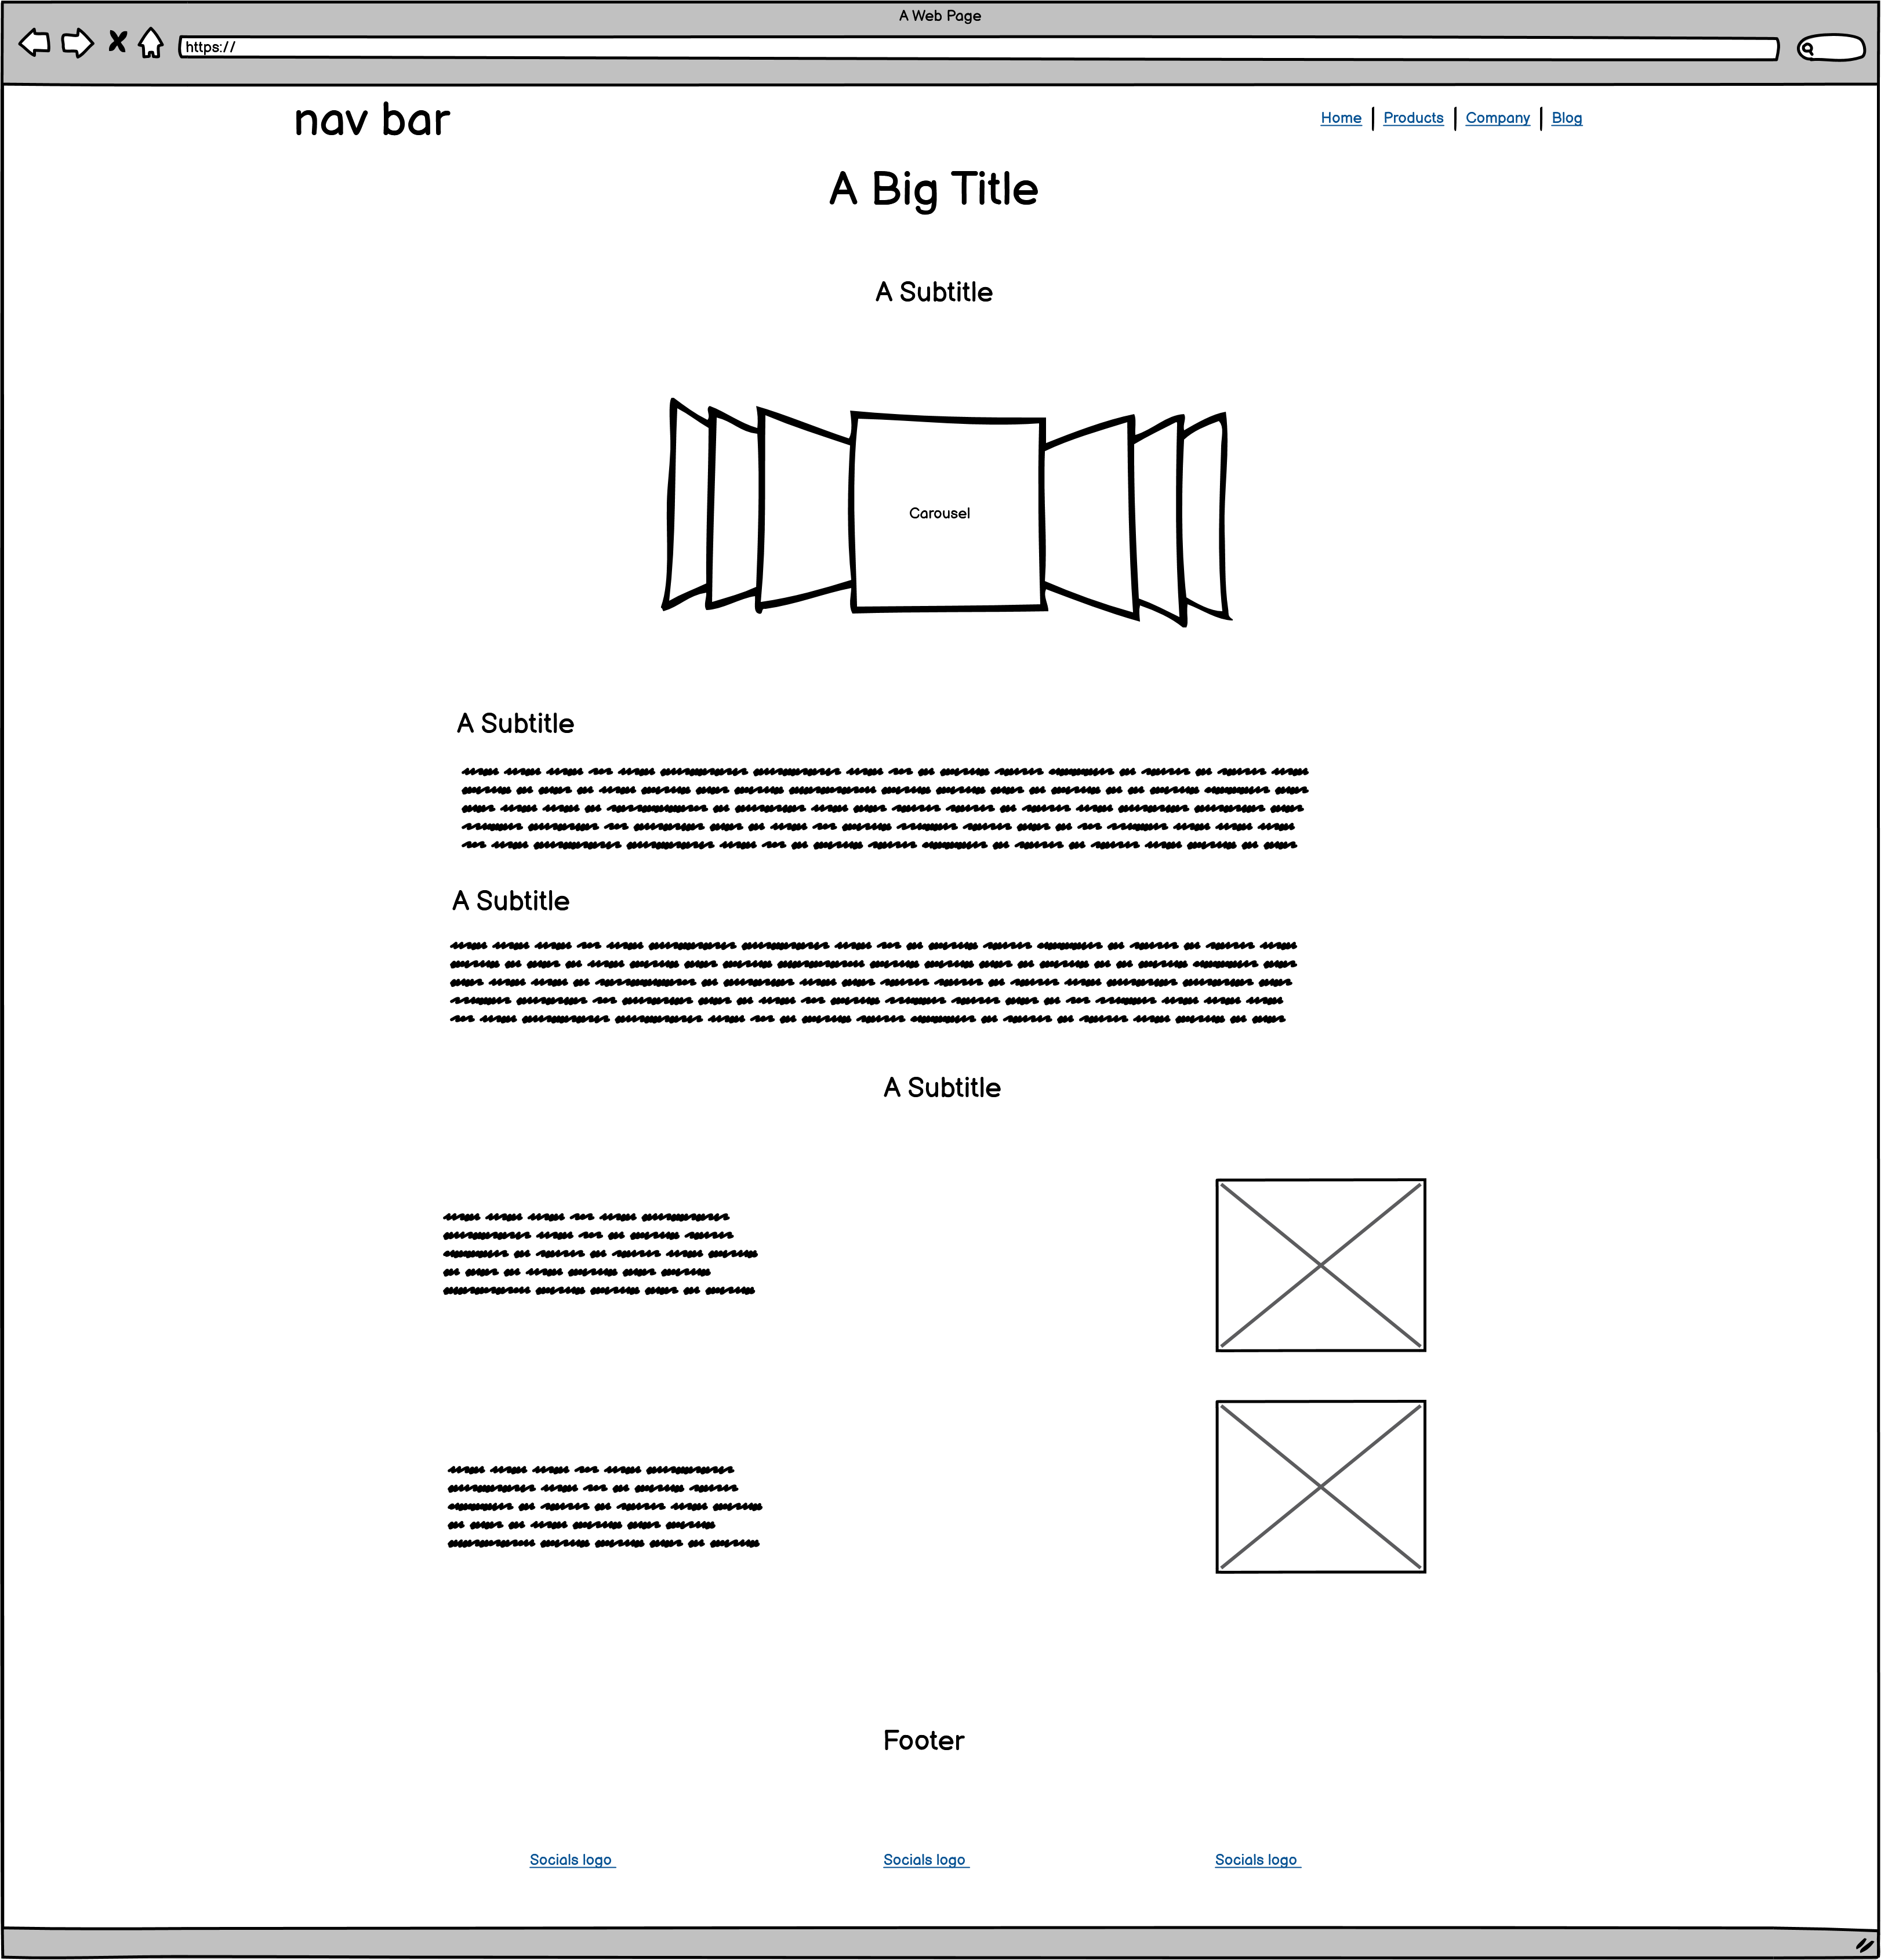 A Web Page
https://
nav bar
Home | Products | Company | Blog
A Big Title
A Subtitle
Carousel
A Subtitle
A Subtitle
A Subtitle
Footer
Socials logo Socials logo Socials logo